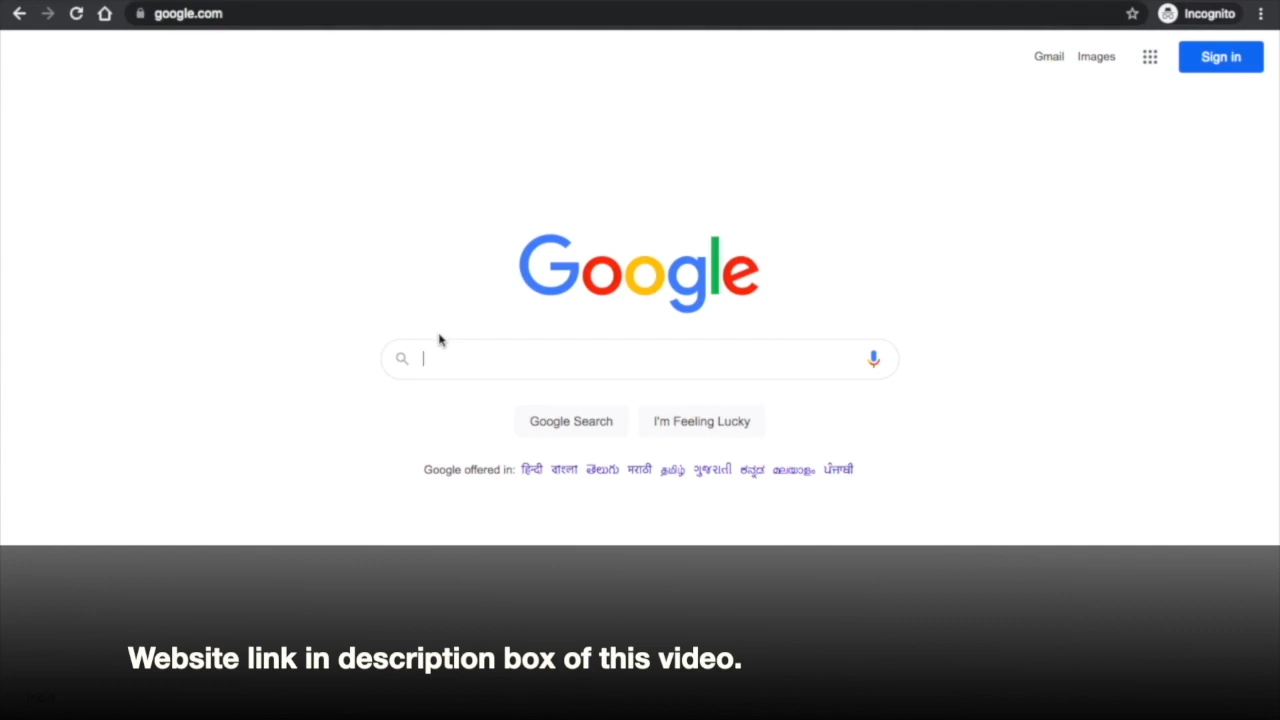 google.com
Incognito
Gmail Images
Sign in
Google
Google Search I'm Feeling Lucky
Google offered in: हिन्दी বাংলা తెలుగు मराठी தமிழ் ગુજરાતી ಕನ್ನಡ മലയാളം ਪੰਜਾਬੀ
Website link in description box of this video.